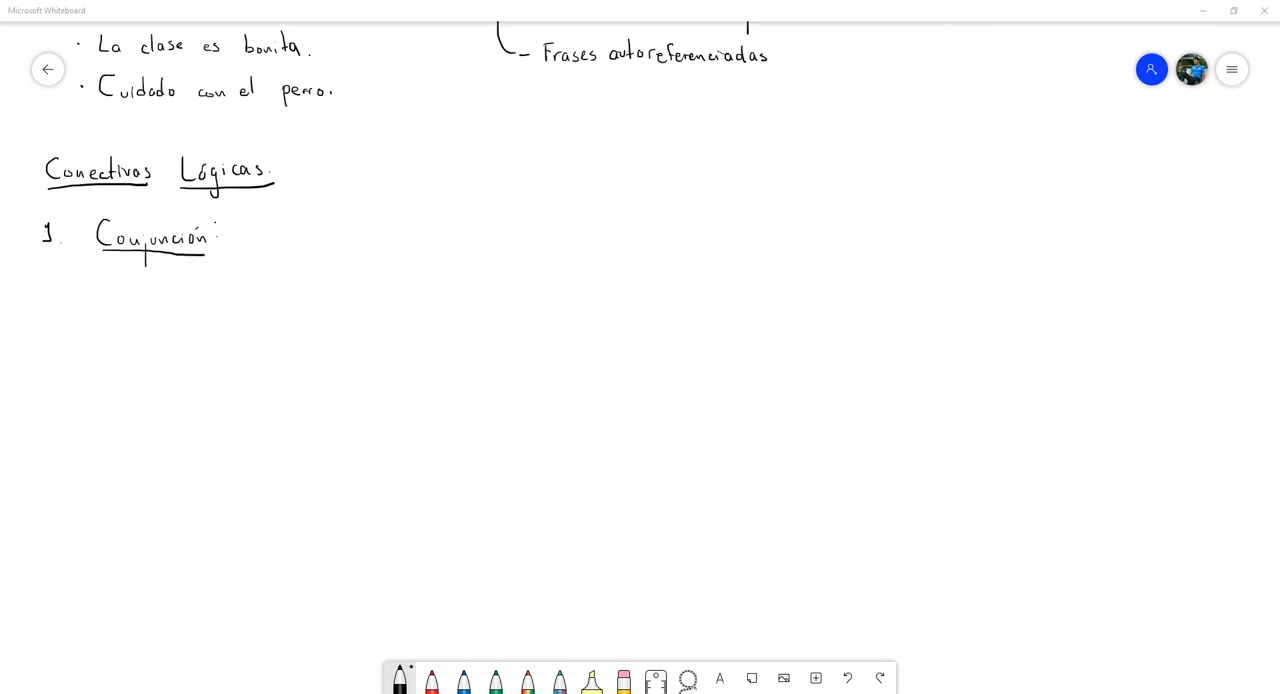 Microsoft Whiteboard
· La clase es bonita.
- Frases autoreferenciadas
· Cuidado con el perro.
Conectivas Lógicas.
1. Conjunción:
A